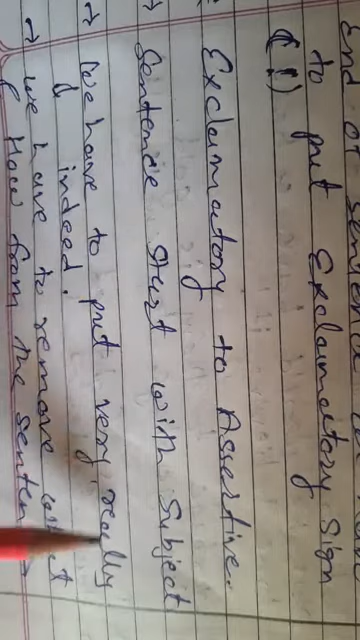 end of sentence
to put Exclamatory Sign
(!)
Exclamatory to Assertive.
→ Sentence Start with Subject
→ We have to put very, really
& indeed.
→ We have to remove what
& How from the senten